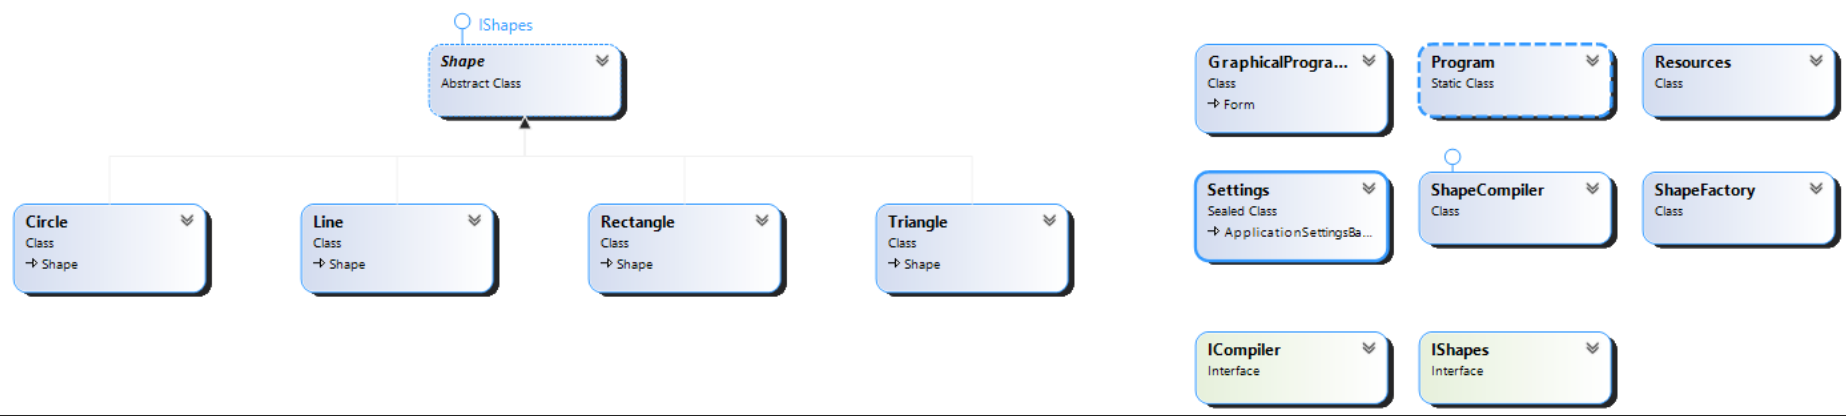 IShapes
Shape
Abstract Class
Circle
Class
Shape
Line
Class
Shape
Rectangle
Class
Shape
Triangle
Class
Shape
GraphicalProgra...
Class
Form
Program
Static Class
Resources
Class
Settings
Sealed Class
ApplicationSettingsBa...
ShapeCompiler
Class
ShapeFactory
Class
ICompiler
Interface
IShapes
Interface